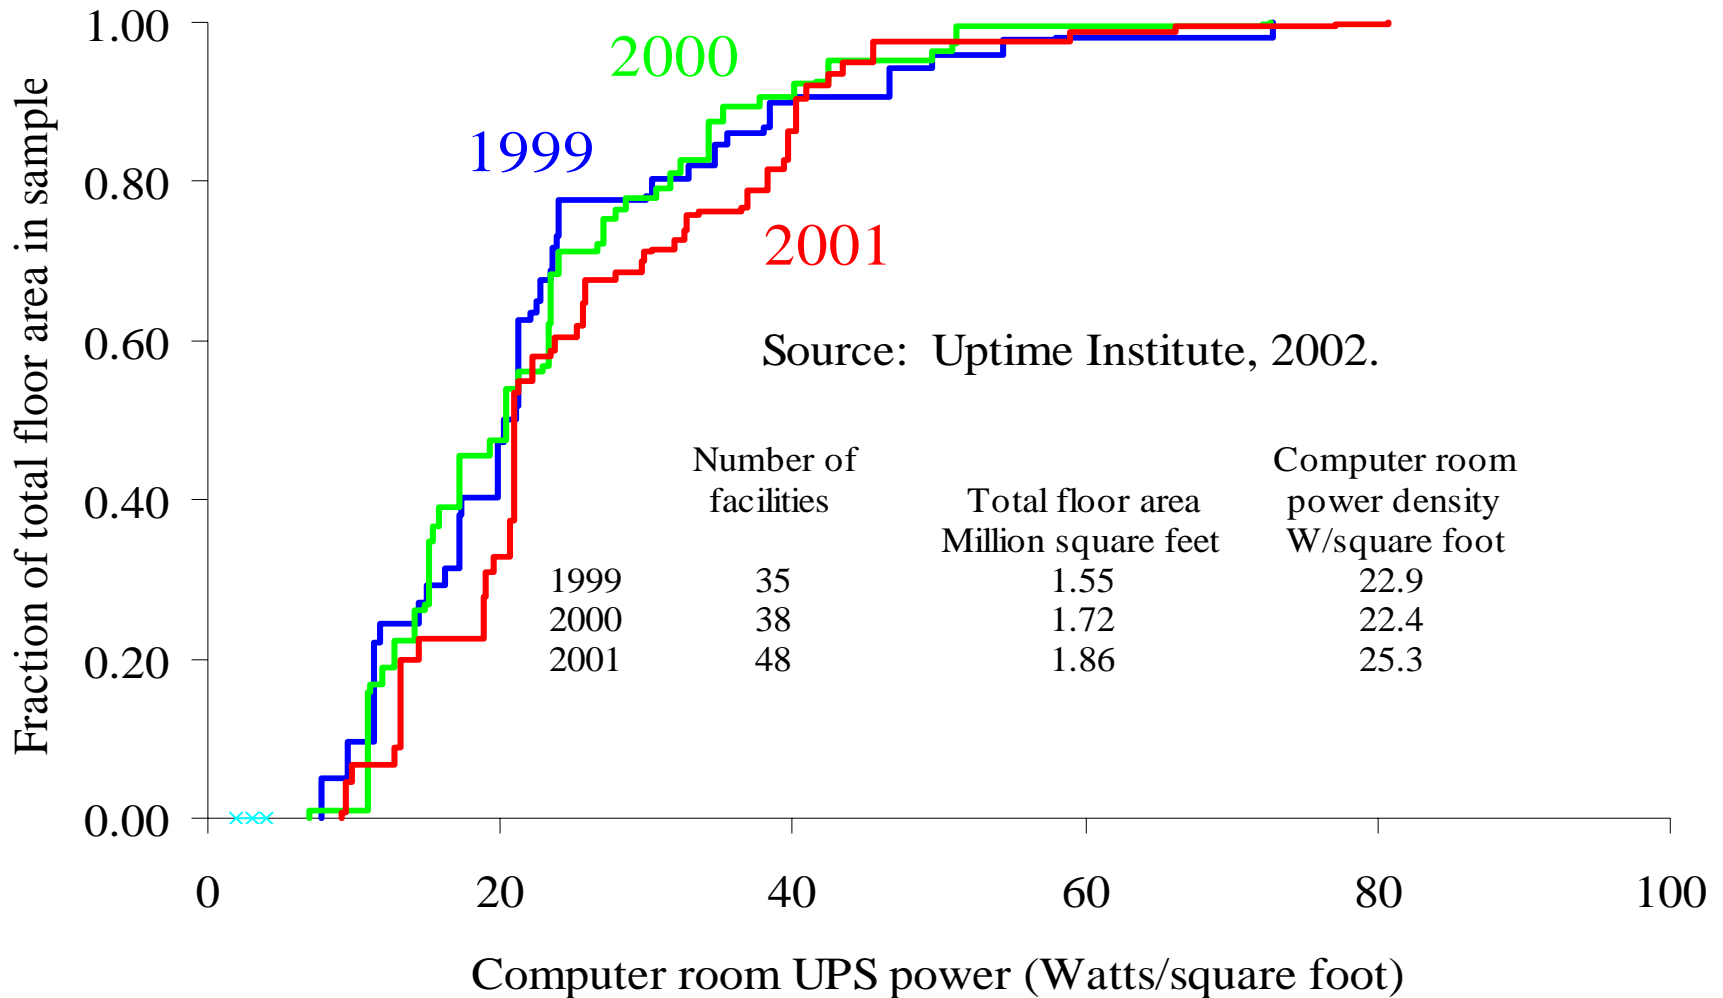 1.00
0.80
0.60
0.40
0.20
0.00
Fraction of total floor area in sample
2000
1999
2001
Source: Uptime Institute, 2002.
Number of facilities Total floor area Million square feet Computer room power density W/square foot
1999 35 1.55 22.9
2000 38 1.72 22.4
2001 48 1.86 25.3
0 20 40 60 80 100
Computer room UPS power (Watts/square foot)